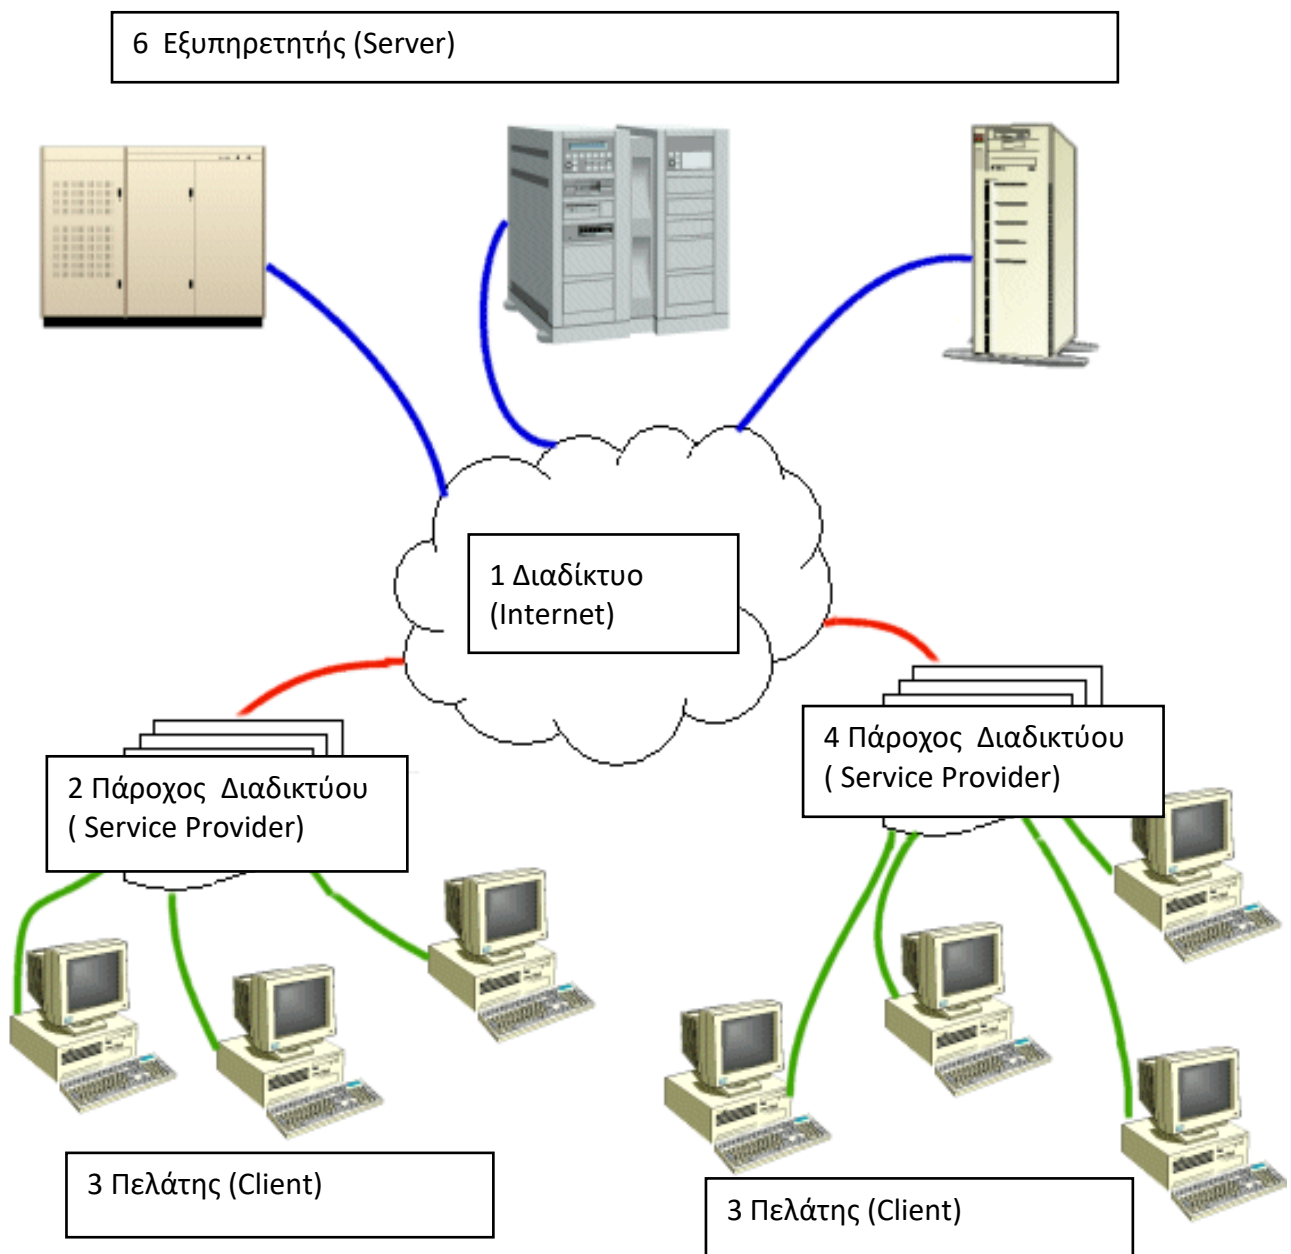 6 Εξυπηρετητής (Server)
1 Διαδίκτυο
(Internet)
4 Πάροχος Διαδικτύου
( Service Provider)
2 Πάροχος Διαδικτύου
( Service Provider)
3 Πελάτης (Client)
3 Πελάτης (Client)